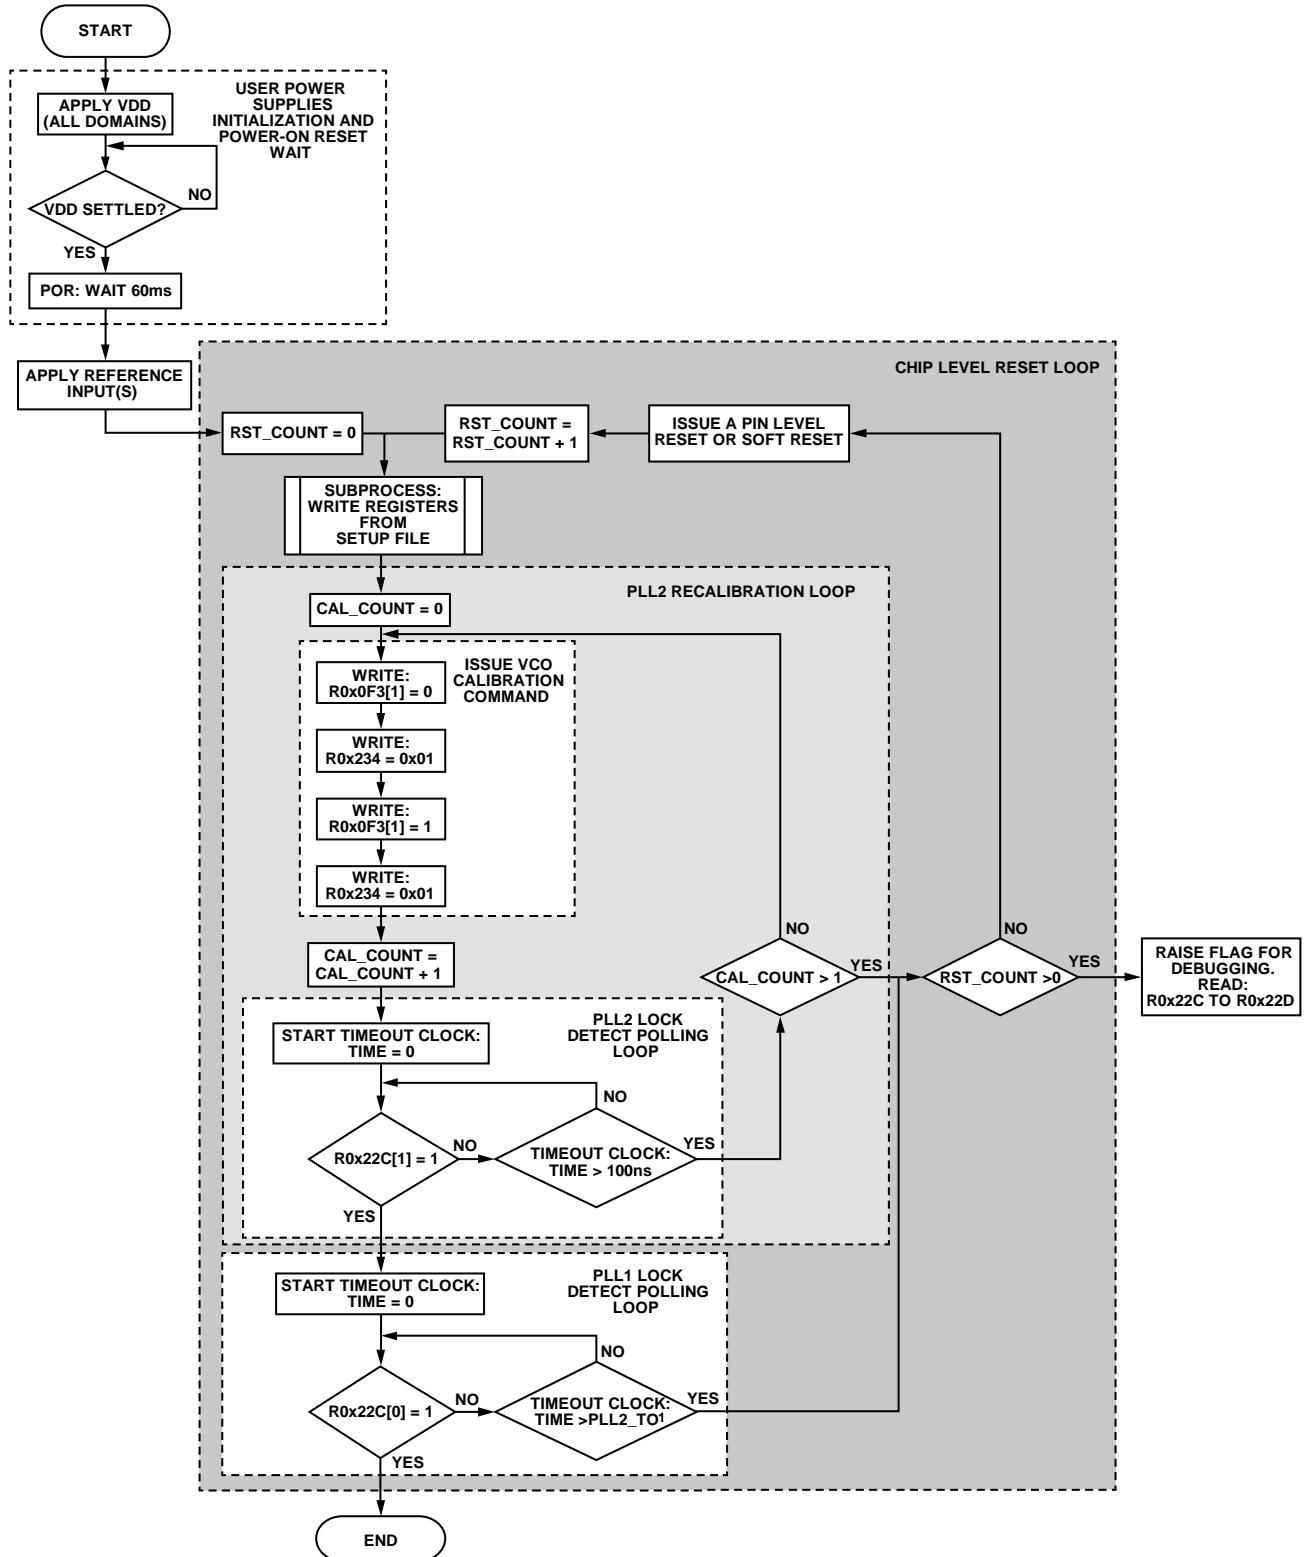 START
USER POWER
SUPPLIES
INITIALIZATION AND
POWER-ON RESET
WAIT
APPLY VDD
(ALL DOMAINS)
VDD SETTLED?
NO
YES
POR: WAIT 60ms
APPLY REFERENCE
INPUT(S)
CHIP LEVEL RESET LOOP
RST_COUNT = 0
RST_COUNT =
RST_COUNT + 1
ISSUE A PIN LEVEL
RESET OR SOFT RESET
SUBPROCESS:
WRITE REGISTERS
FROM
SETUP FILE
PLL2 RECALIBRATION LOOP
CAL_COUNT = 0
ISSUE VCO
CALIBRATION
COMMAND
WRITE:
R0x0F3[1] = 0
WRITE:
R0x234 = 0x01
WRITE:
R0x0F3[1] = 1
WRITE:
R0x234 = 0x01
CAL_COUNT =
CAL_COUNT + 1
NO
CAL_COUNT > 1
YES
NO
RST_COUNT >0
YES
RAISE FLAG FOR
DEBUGGING.
READ:
R0x22C TO R0x22D
PLL2 LOCK
DETECT POLLING
LOOP
START TIMEOUT CLOCK:
TIME = 0
NO
R0x22C[1] = 1
NO
TIMEOUT CLOCK:
TIME > 100ns
YES
YES
PLL1 LOCK
DETECT POLLING
LOOP
START TIMEOUT CLOCK:
TIME = 0
NO
R0x22C[0] = 1
NO
TIMEOUT CLOCK:
TIME >PLL2_TO1
YES
YES
END